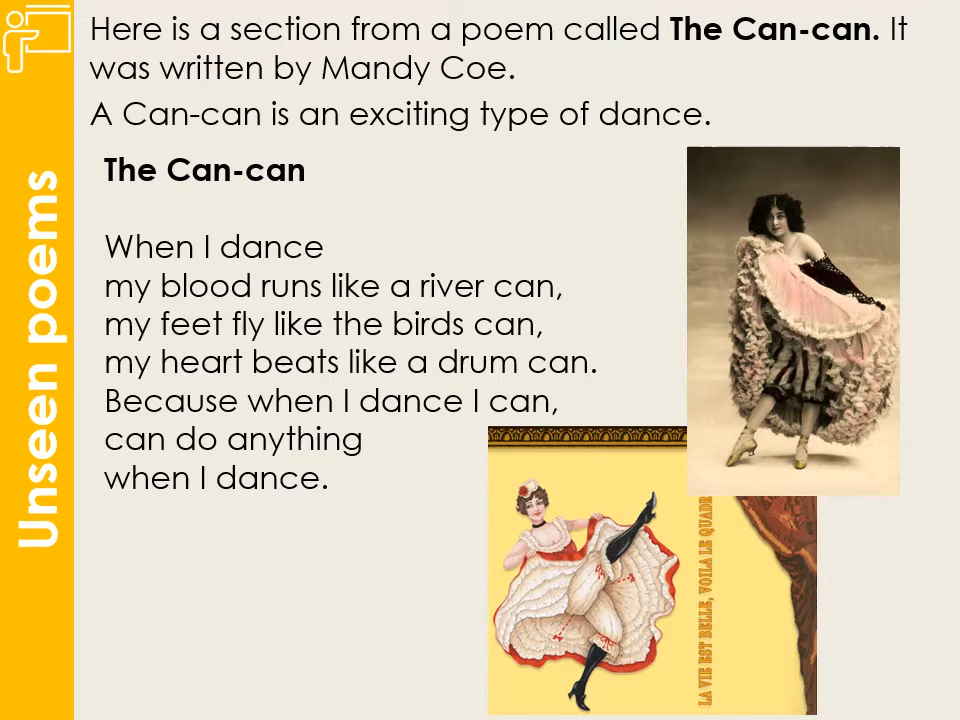 Unseen poems
Here is a section from a poem called The Can-can. It
was written by Mandy Coe.
A Can-can is an exciting type of dance.
The Can-can
When I dance
my blood runs like a river can,
my feet fly like the birds can,
my heart beats like a drum can.
Because when I dance I can,
can do anything
when I dance.
LA VIE EST BELLE, VOILA LE QUADR